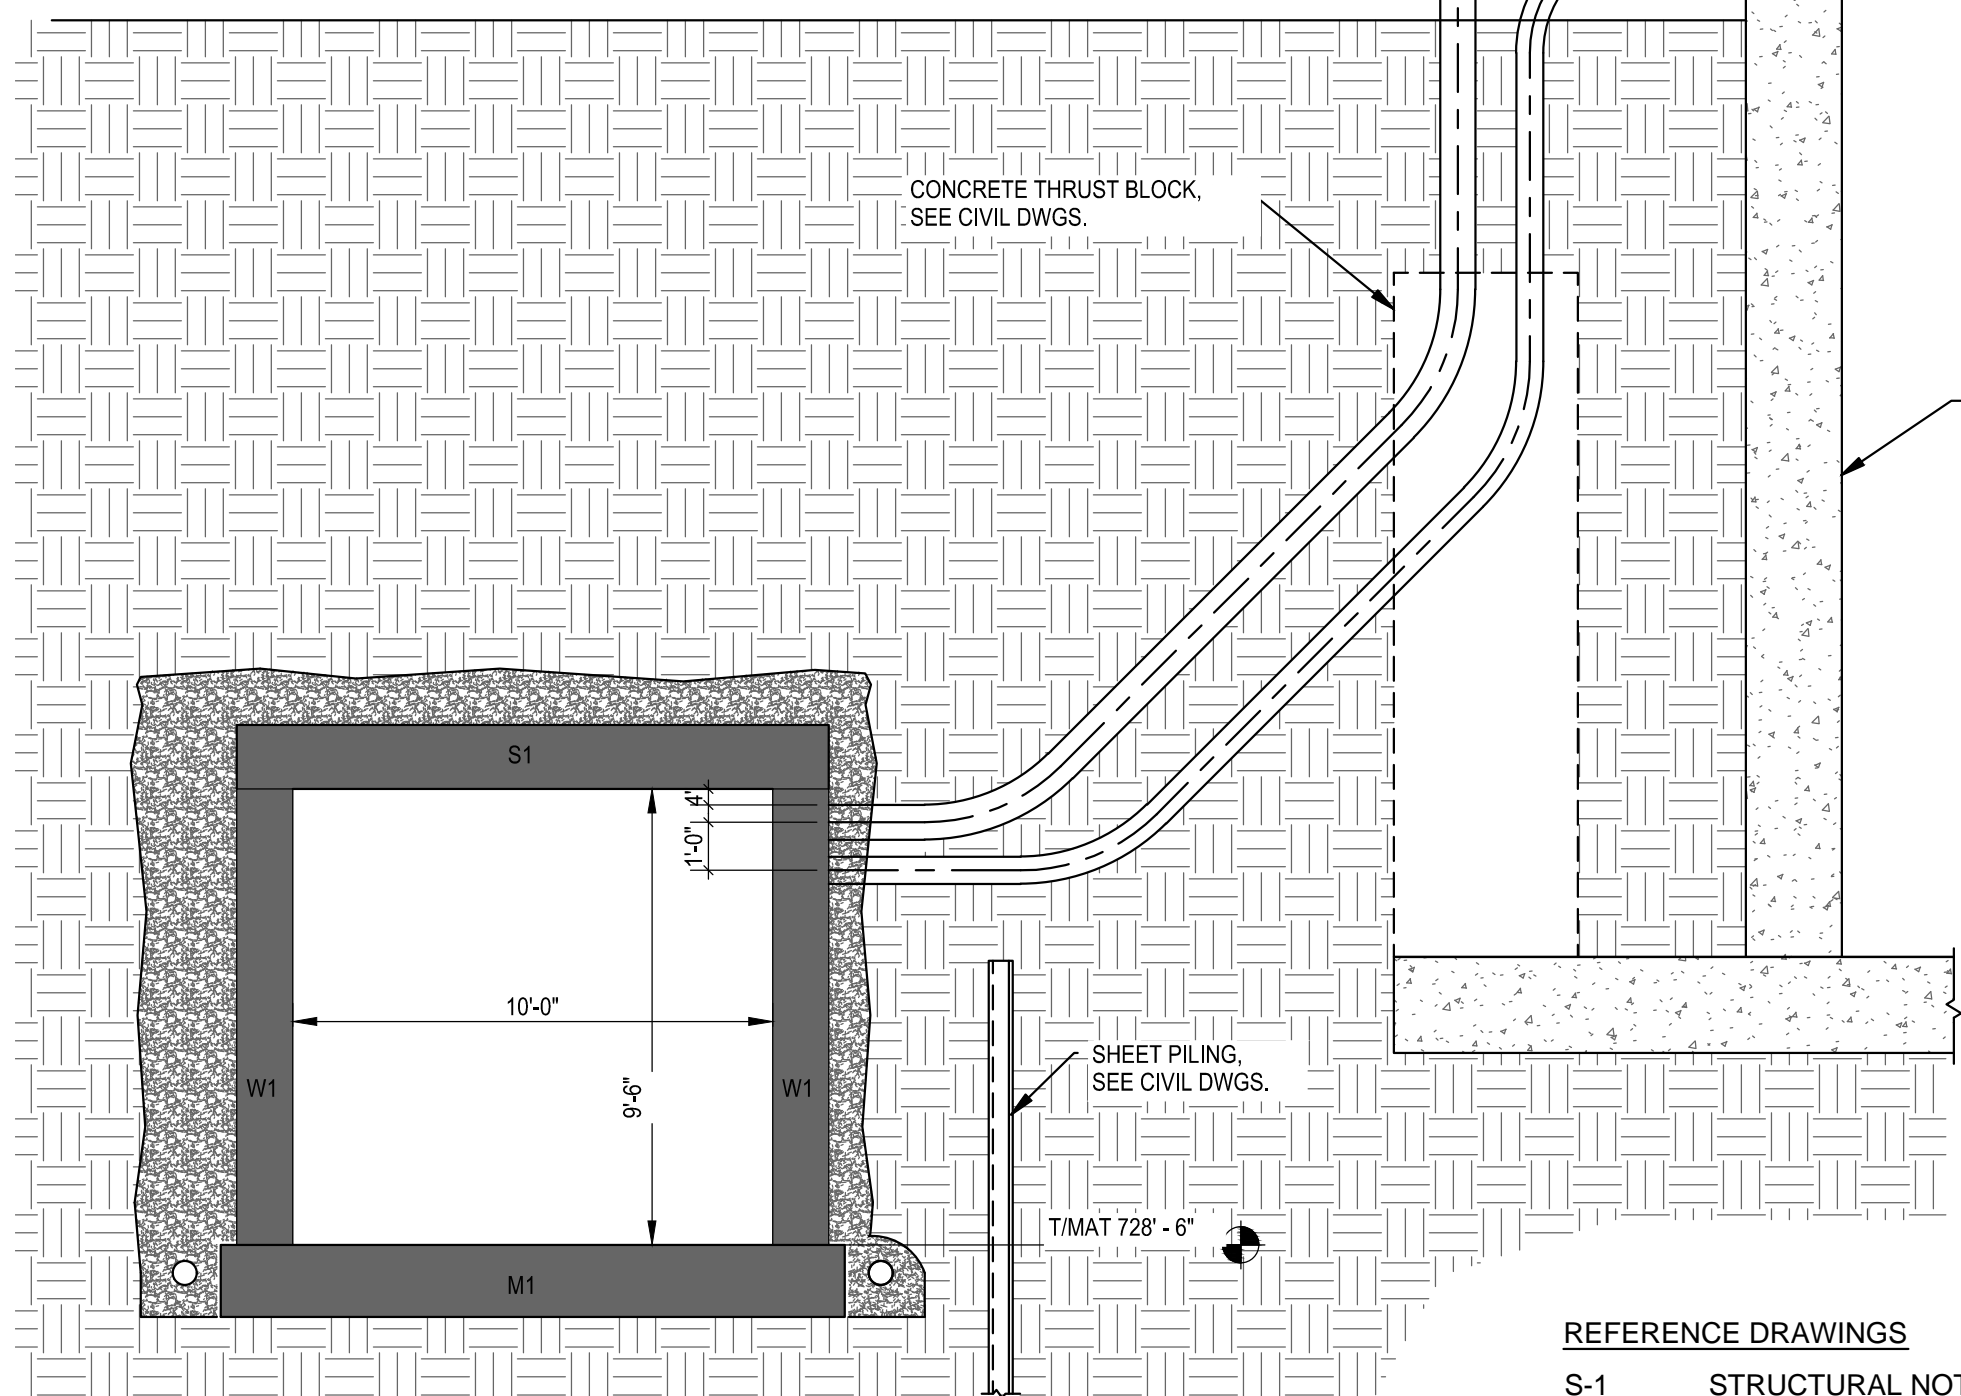 CONCRETE THRUST BLOCK,
SEE CIVIL DWGS.
S1
4"
1'-0"
10'-0"
9'-6"
W1
W1
SHEET PILING,
SEE CIVIL DWGS.
T/MAT 728' - 6"
M1
REFERENCE DRAWINGS
S-1 STRUCTURAL NOT